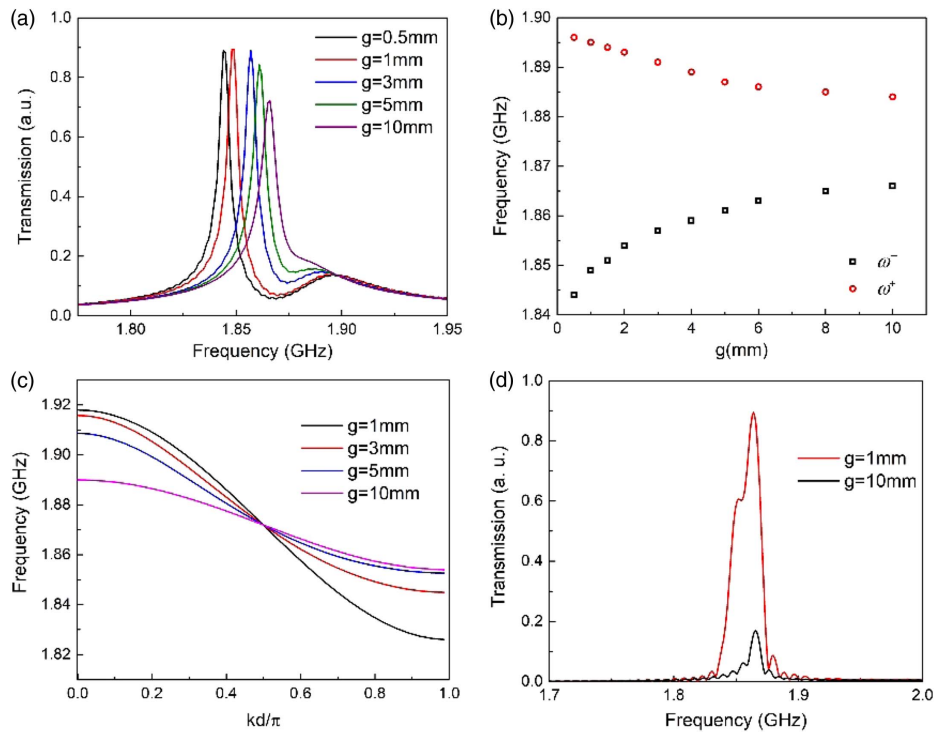 (a)
1.0
0.8
0.6
0.4
0.2
0.0
Transmission (a.u.)
1.80 1.85 1.90 1.95
Frequency (GHz)
g=0.5mm
g=1mm
g=3mm
g=5mm
g=10mm
(b)
1.90
1.89
1.88
1.87
1.86
1.85
1.84
Frequency (GHz)
0 2 4 6 8 10
g(mm)
ω⁻
ω⁺
(c)
1.92
1.90
1.88
1.86
1.84
1.82
Frequency (GHz)
0.0 0.2 0.4 0.6 0.8 1.0
kd/π
g=1mm
g=3mm
g=5mm
g=10mm
(d)
1.0
0.8
0.6
0.4
0.2
0.0
Transmission (a. u.)
1.7 1.8 1.9 2.0
Frequency (GHz)
g=1mm
g=10mm